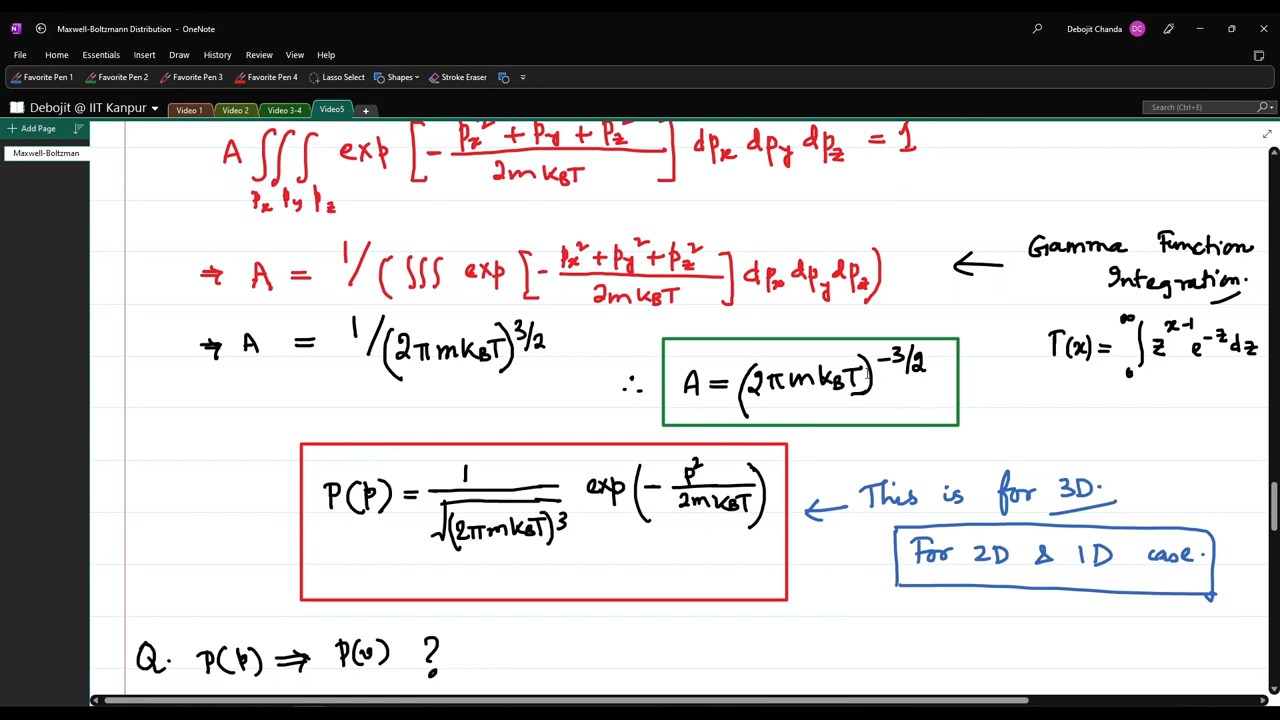 Maxwell-Boltzmann Distribution - OneNote
Debojit Chanda DC
File Home Essentials Insert Draw History Review View Help
Favorite Pen 1 Favorite Pen 2 Favorite Pen 3 Favorite Pen 4 Lasso Select Shapes Stroke Eraser
Debojit @ IIT Kanpur Video 1 Video 2 Video 3-4 Video5 + Search (Ctrl+E)
+ Add Page
Maxwell-Boltzman
A ∭ exp [- px² + py² + pz² / 2mkBT] dpx dpy dpz = 1
px py pz
⇒ A = 1/(∭ exp [- px² + py² + pz² / 2mkBT] dpx dpy dpz) ←
Gamma Function
Integration.
⇒ A = 1/(2πmkBT)^3/2
Γ(x) = ∫₀^∞ z^x-1 e^-z dz
∴ A = (2πmkBT)^-3/2
P(p) = 1/√(2πmkBT)³ exp(- p²/2mkBT)
← This is for 3D.
For 2D & 1D case.
Q. P(p) ⇒ P(v) ?